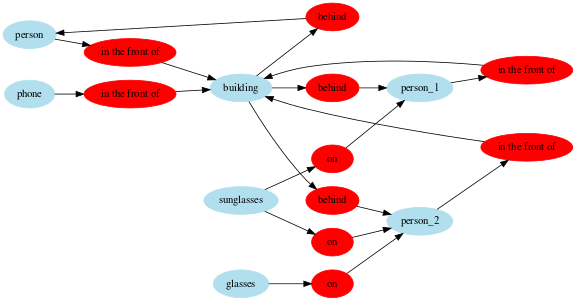 behind
person
in the front of
in the front of
phone
in the front of
building
behind
person_1
in the front of
on
sunglasses
behind
person_2
on
glasses
on